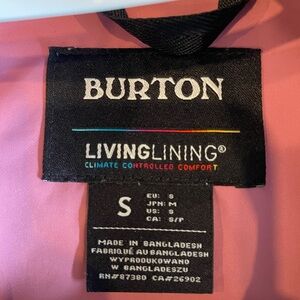 BURTON
LIVINGLINING®
CLIMATE CONTROLLED COMFORT
S
EU: S
JPN: M
US: S
CA: S/P
MADE IN BANGLADESH
FABRIQUÉ AU BANGLADESH
WYPRODUKOWANO
W BANGLADESZU
RN#87380 CA#26902